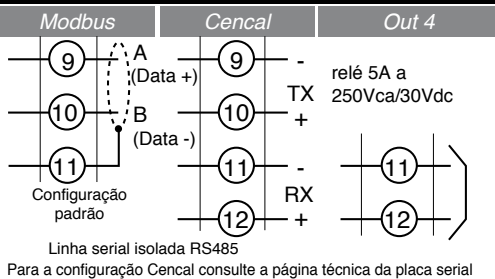 Modbus
Cencal
Out 4
9
A
(Data +)
10
B
(Data -)
11
Configuração
padrão
9
-
TX
10
+
11
-
RX
12
+
relé 5A a
250Vca/30Vdc
11
12
Linha serial isolada RS485
Para a configuração Cencal consulte a página técnica da placa serial